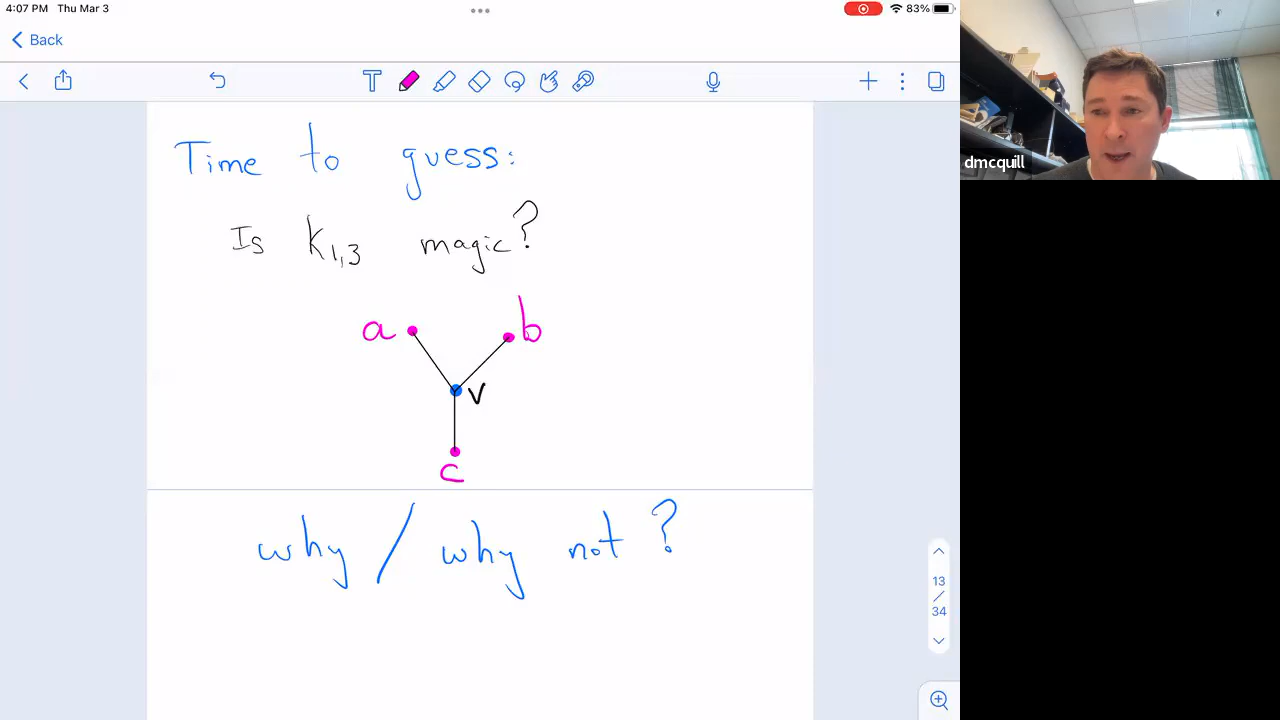 4:07 PM Thu Mar 3
83%
Back
T
dmcquill
Time to guess:
Is K1,3 magic?
a
b
v
c
why / why not?
13
/
34